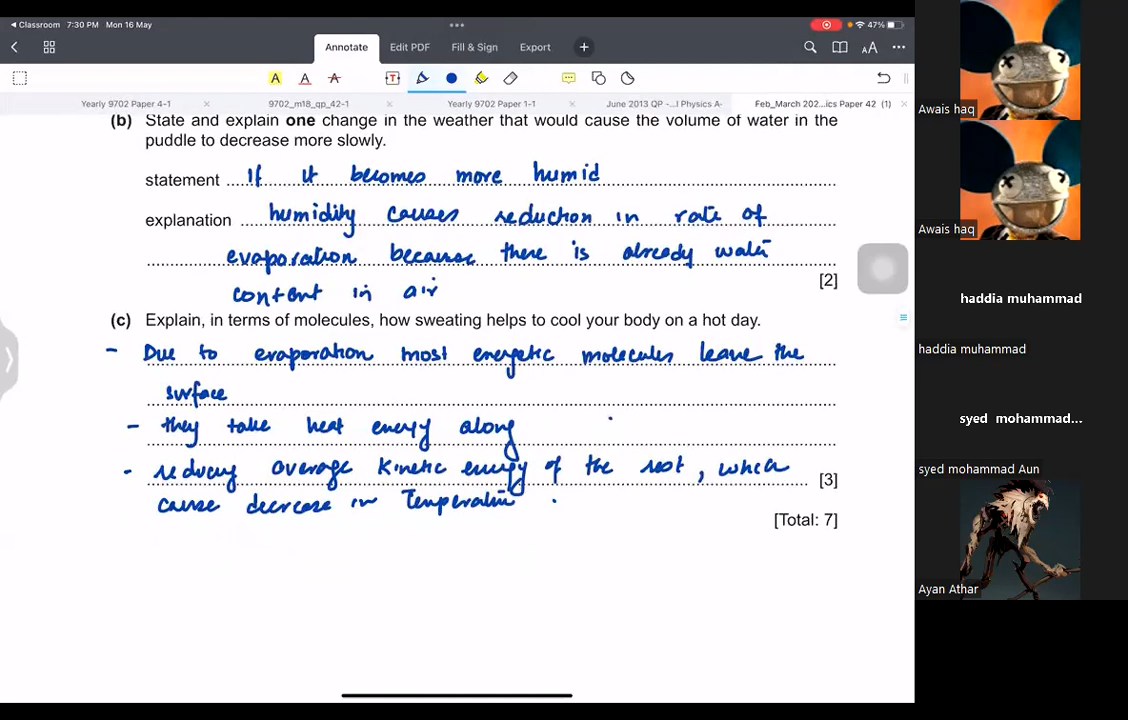 Classroom 7:30 PM Mon 16 May 47%
Annotate Edit PDF Fill & Sign Export
Yearly 9702 Paper 4-1 9702_m18_qp_42-1 Yearly 9702 Paper 1-1 June 2013 QP -...l Physics A- Feb_March 202...ics Paper 42 (1)
(b) State and explain one change in the weather that would cause the volume of water in the
puddle to decrease more slowly.
statement If it becomes more humid
explanation humidity causes reduction in rate of
evaporation because there is already water
content in air
[2]
(c) Explain, in terms of molecules, how sweating helps to cool your body on a hot day.
- Due to evaporation most energetic molecules leave the
surface
- they take heat energy along
- reducing average kinetic energy of the rest, which [3]
cause decrease in Temperature.
[Total: 7]
Awais haq
Awais haq
haddia muhammad
haddia muhammad
syed mohammad...
syed mohammad Aun
Ayan Athar